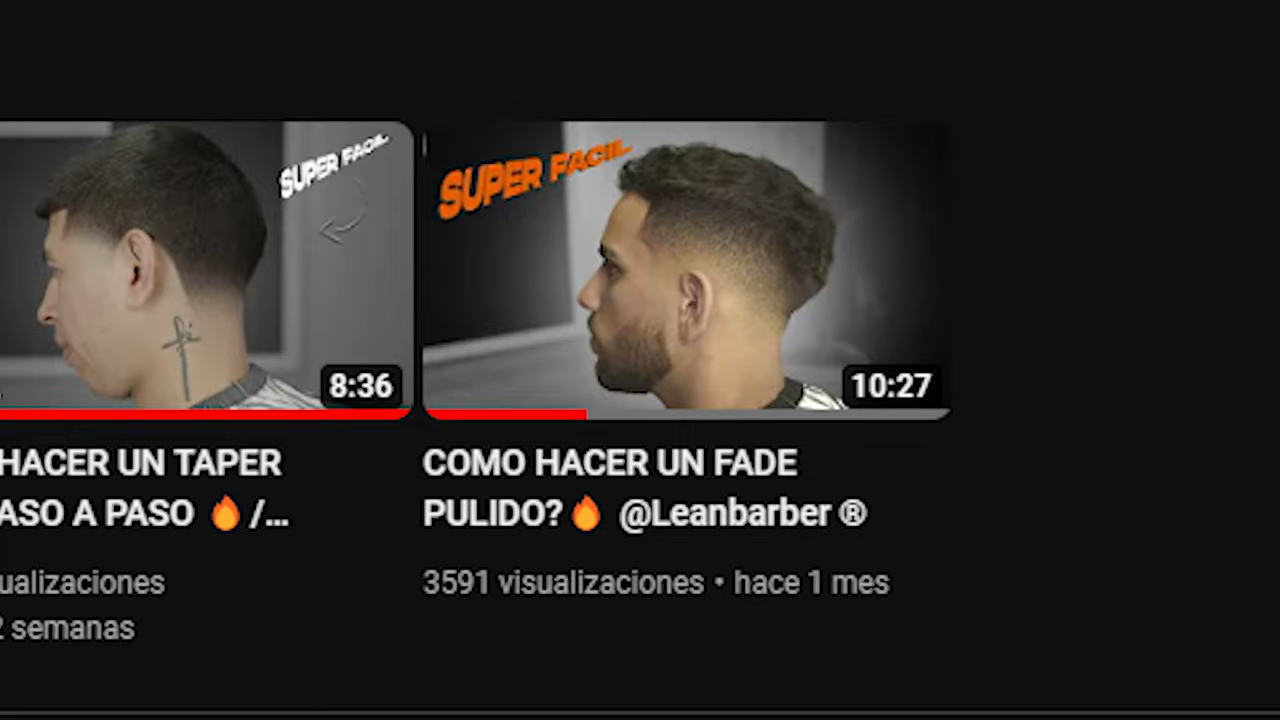 SUPER FACIL
8:36
HACER UN TAPER
ASO A PASO 🔥 /...
ualizaciones
2 semanas
SUPER FACIL
10:27
COMO HACER UN FADE
PULIDO?🔥 @Leanbarber ®
3591 visualizaciones • hace 1 mes